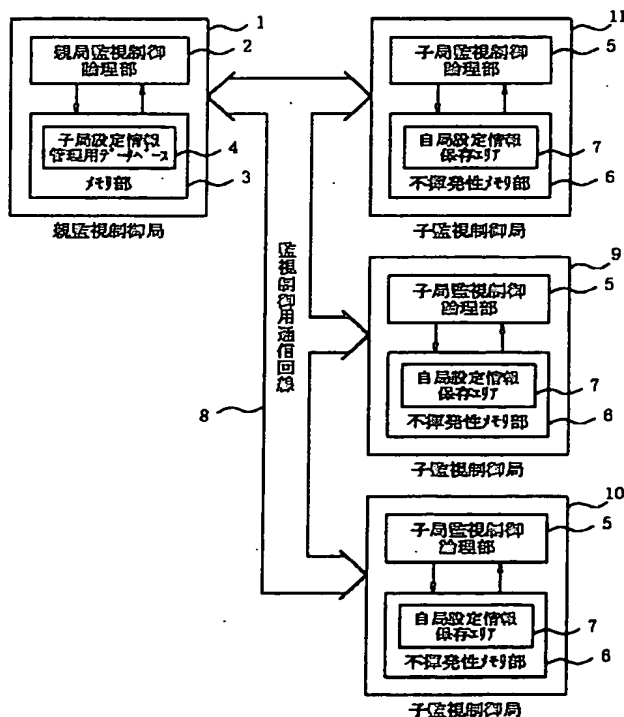 1
親局監視制御
論理部
2
子局設定情報
管理用データベース
4
メモリ部
3
親監視制御局
監視制御用通信回線
8
11
子局監視制御
論理部
5
自局設定情報
保存エリア
7
不揮発性メモリ部
6
子監視制御局
9
子局監視制御
論理部
5
自局設定情報
保存エリア
7
不揮発性メモリ部
6
子監視制御局
10
子局監視制御
論理部
5
自局設定情報
保存エリア
7
不揮発性メモリ部
6
子監視制御局